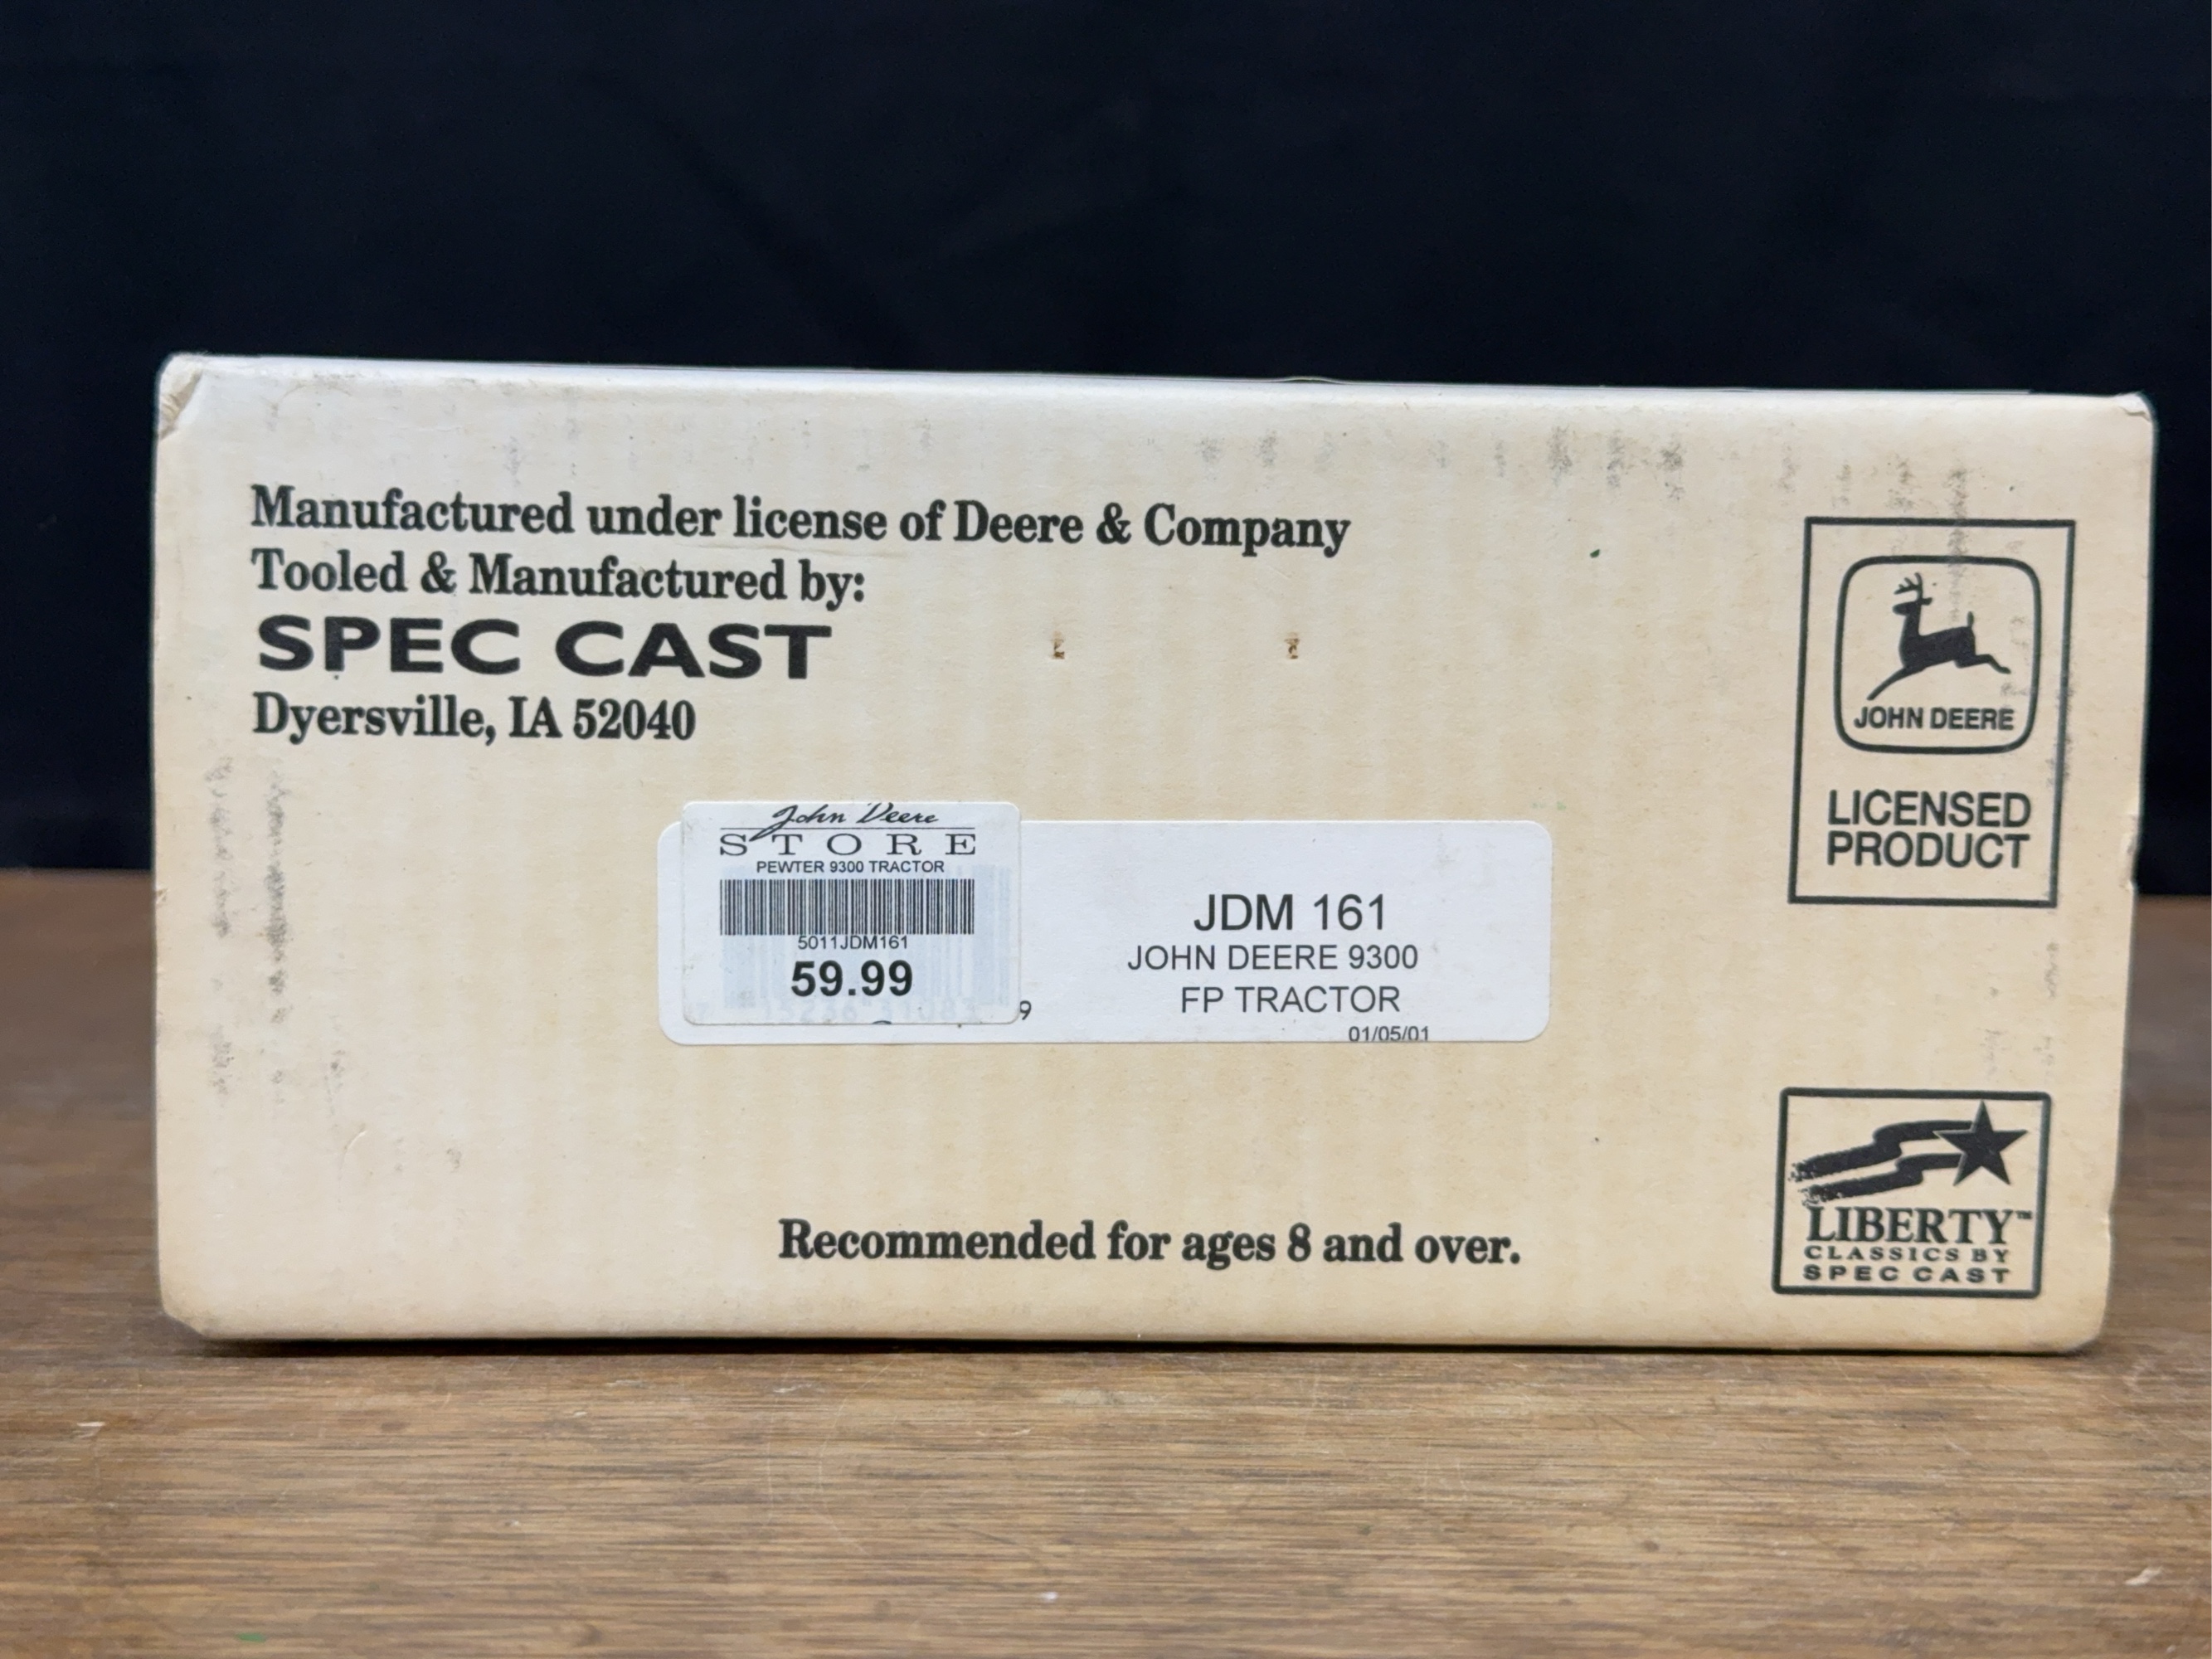 Manufactured under license of Deere & Company
Tooled & Manufactured by:
SPEC CAST
Dyersville, IA 52040
JOHN DEERE
LICENSED
PRODUCT
John Deere
STORE
PEWTER 9300 TRACTOR
5011JDM161
59.99
9
JDM 161
JOHN DEERE 9300
FP TRACTOR
01/05/01
Recommended for ages 8 and over.
LIBERTY™
CLASSICS BY
SPEC CAST